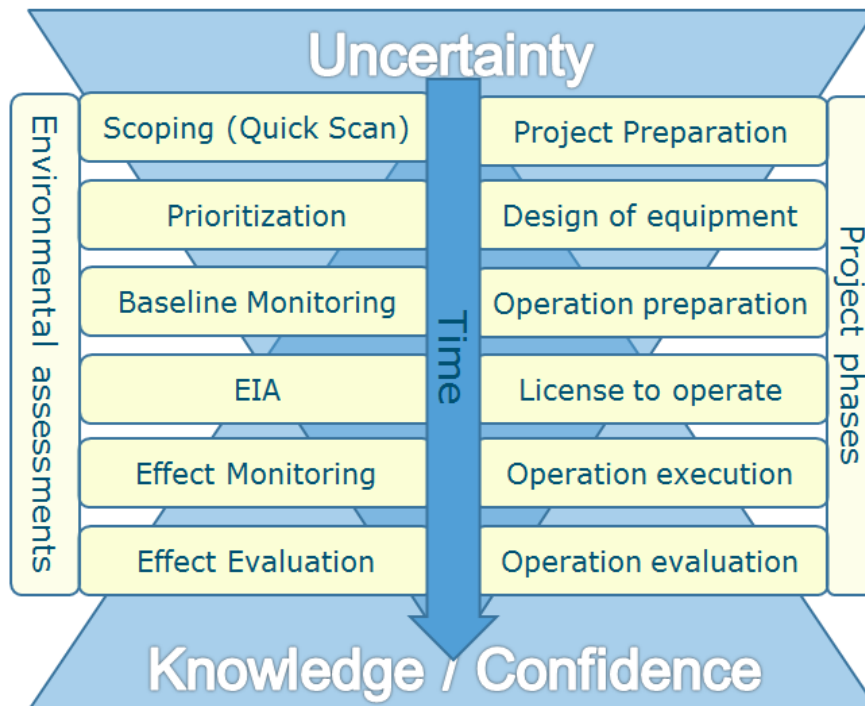 Uncertainty
Environmental assessments
Scoping (Quick Scan)
Prioritization
Baseline Monitoring
EIA
Effect Monitoring
Effect Evaluation
Time
Project Preparation
Design of equipment
Operation preparation
License to operate
Operation execution
Operation evaluation
Project phases
Knowledge / Confidence